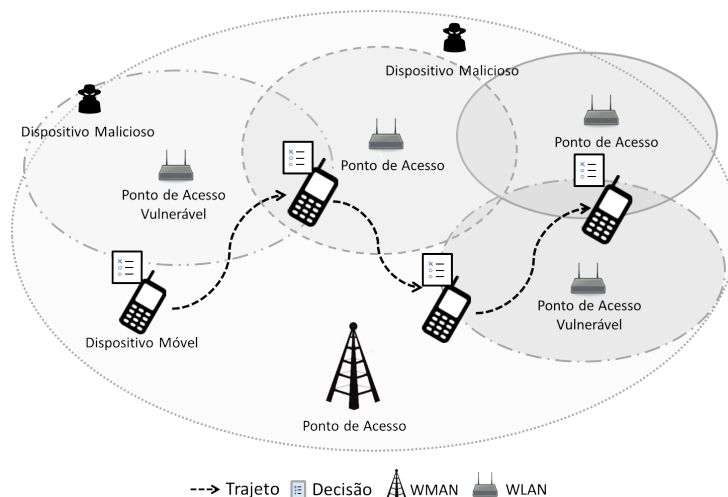 Dispositivo Malicioso
Dispositivo Malicioso
Ponto de Acesso
Ponto de Acesso
Ponto de Acesso
Vulnerável
Ponto de Acesso
Vulnerável
Dispositivo Móvel
Ponto de Acesso
Trajeto Decisão WMAN WLAN